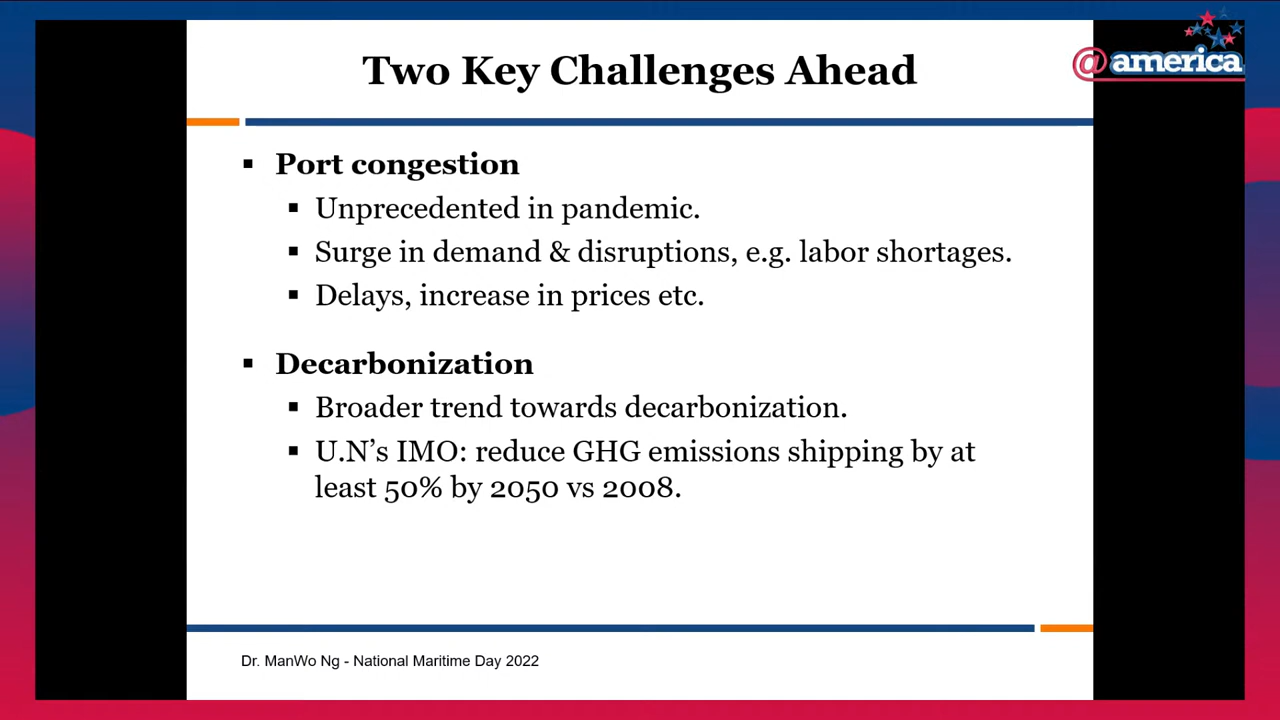 Two Key Challenges Ahead
@america
▪ Port congestion
▪ Unprecedented in pandemic.
▪ Surge in demand & disruptions, e.g. labor shortages.
▪ Delays, increase in prices etc.
▪ Decarbonization
▪ Broader trend towards decarbonization.
▪ U.N’s IMO: reduce GHG emissions shipping by at
least 50% by 2050 vs 2008.
Dr. ManWo Ng - National Maritime Day 2022